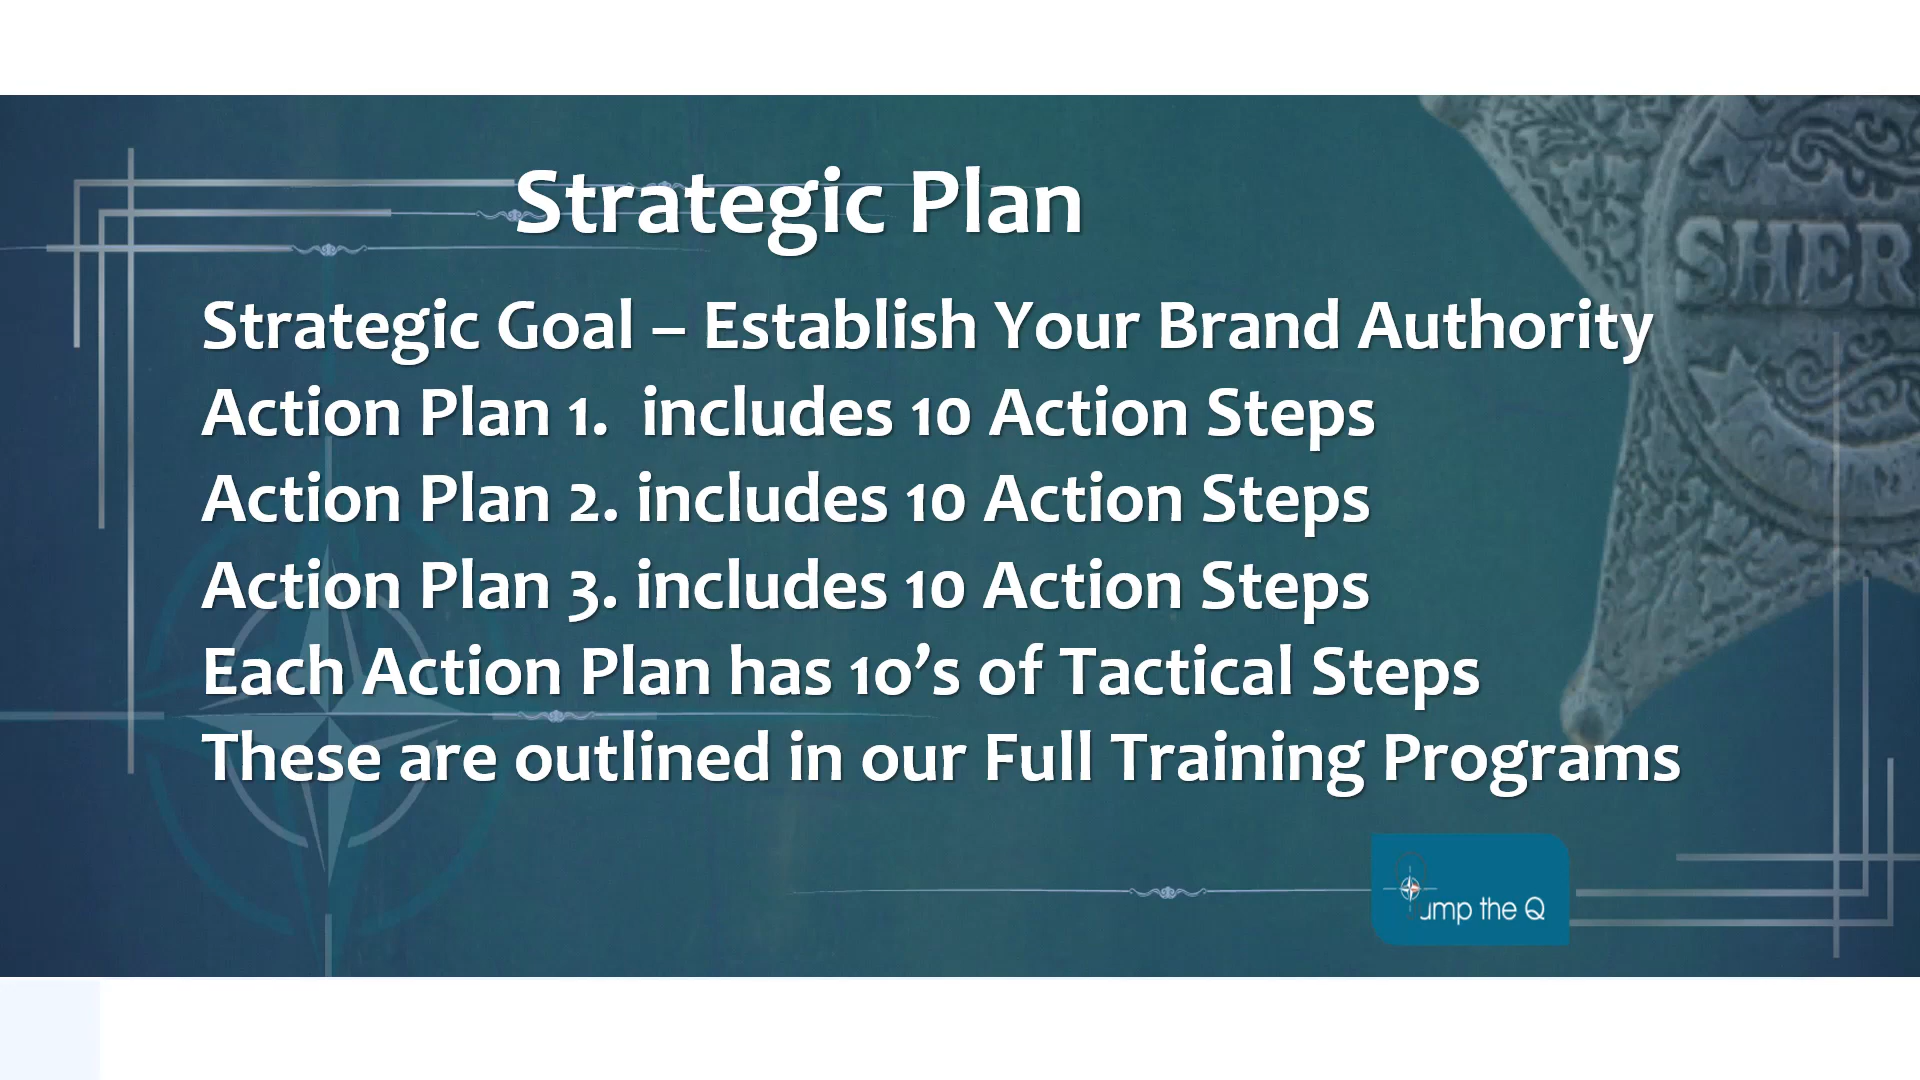 Strategic Plan
SHER
Strategic Goal – Establish Your Brand Authority
Action Plan 1.  includes 10 Action Steps
Action Plan 2. includes 10 Action Steps
Action Plan 3. includes 10 Action Steps
Each Action Plan has 10’s of Tactical Steps
These are outlined in our Full Training Programs
Jump the Q